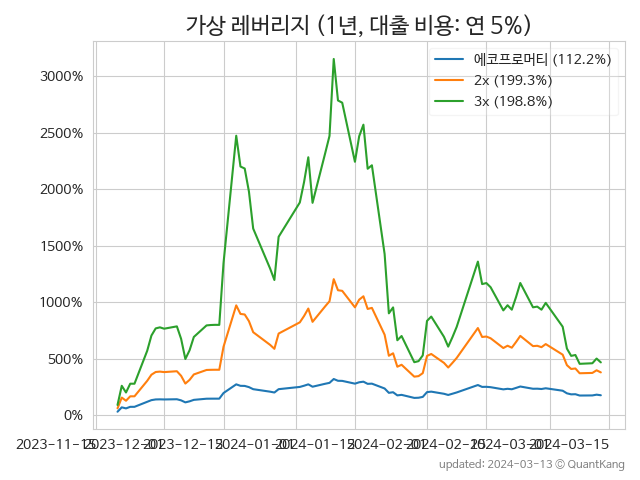 가상 레버리지 (1년, 대출 비용: 연 5%)
에코프로머티 (112.2%)
2x (199.3%)
3x (198.8%)
3000%
2500%
2000%
1500%
1000%
500%
0%
2023-11-15 2023-12-01 2023-12-15 2024-01-01 2024-01-15 2024-02-01 2024-02-15 2024-03-01 2024-03-15
updated: 2024-03-13 © QuantKang